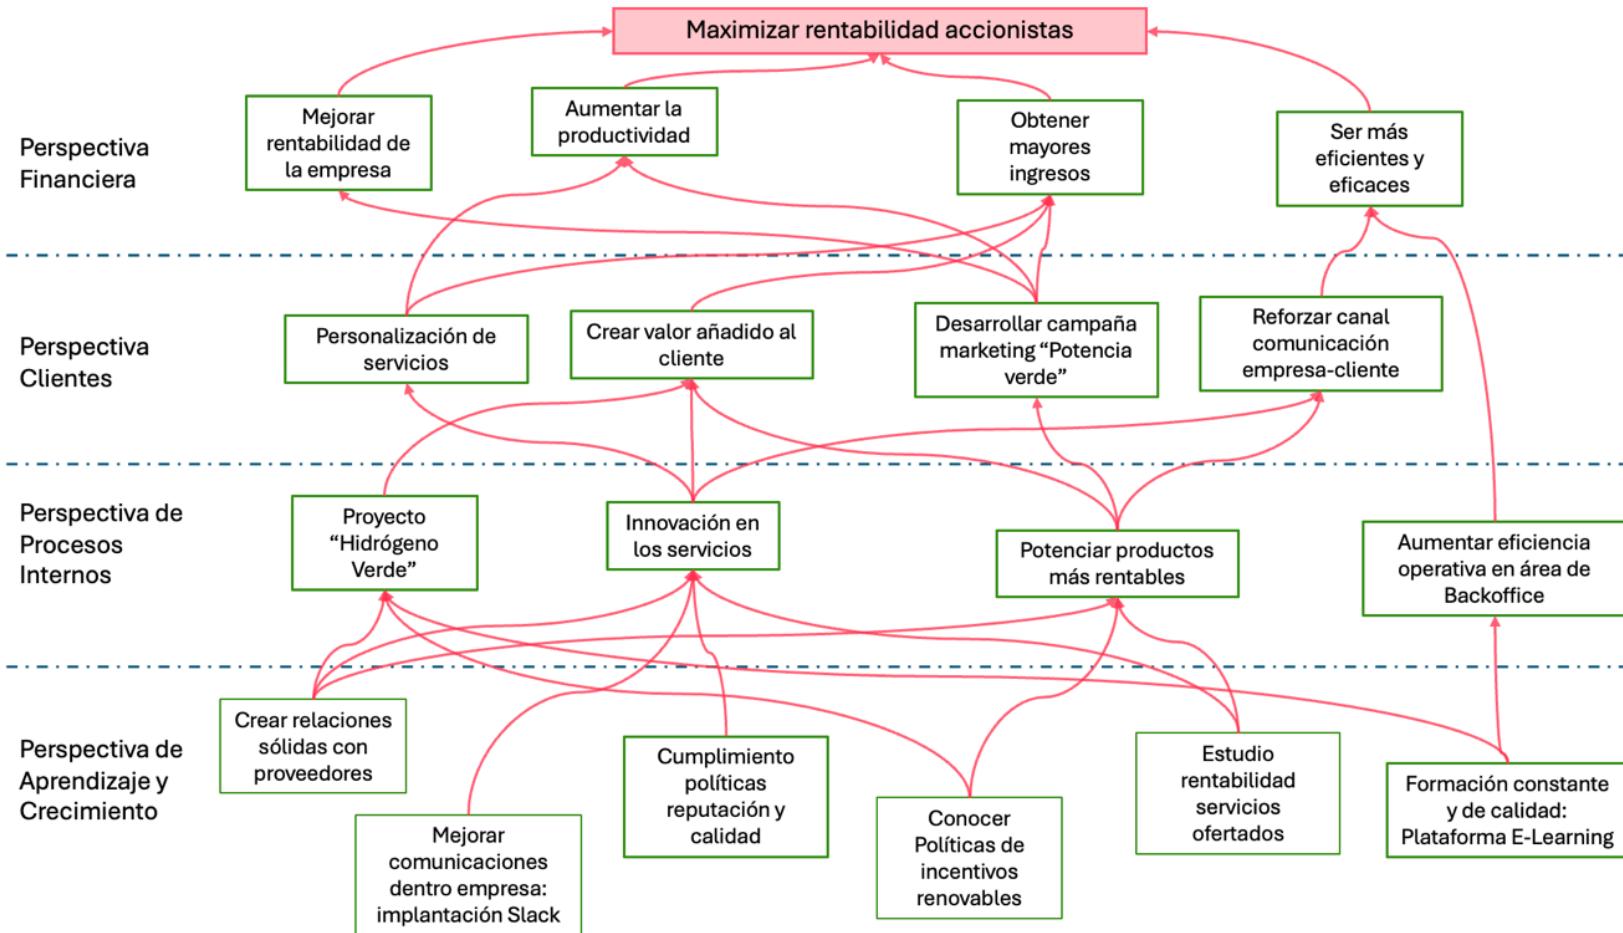 Maximizar rentabilidad accionistas
Perspectiva
Financiera
Mejorar
rentabilidad de
la empresa
Aumentar la
productividad
Obtener
mayores
ingresos
Ser más
eficientes y
eficaces
Perspectiva
Clientes
Personalización de
servicios
Crear valor añadido al
cliente
Desarrollar campaña
marketing “Potencia
verde”
Reforzar canal
comunicación
empresa-cliente
Perspectiva de
Procesos
Internos
Proyecto
“Hidrógeno
Verde”
Innovación en
los servicios
Potenciar productos
más rentables
Aumentar eficiencia
operativa en área de
Backoffice
Perspectiva de
Aprendizaje y
Crecimiento
Crear relaciones
sólidas con
proveedores
Mejorar
comunicaciones
dentro empresa:
implantación Slack
Cumplimiento
políticas
reputación y
calidad
Conocer
Políticas de
incentivos
renovables
Estudio
rentabilidad
servicios
ofertados
Formación constante
y de calidad:
Plataforma E-Learning